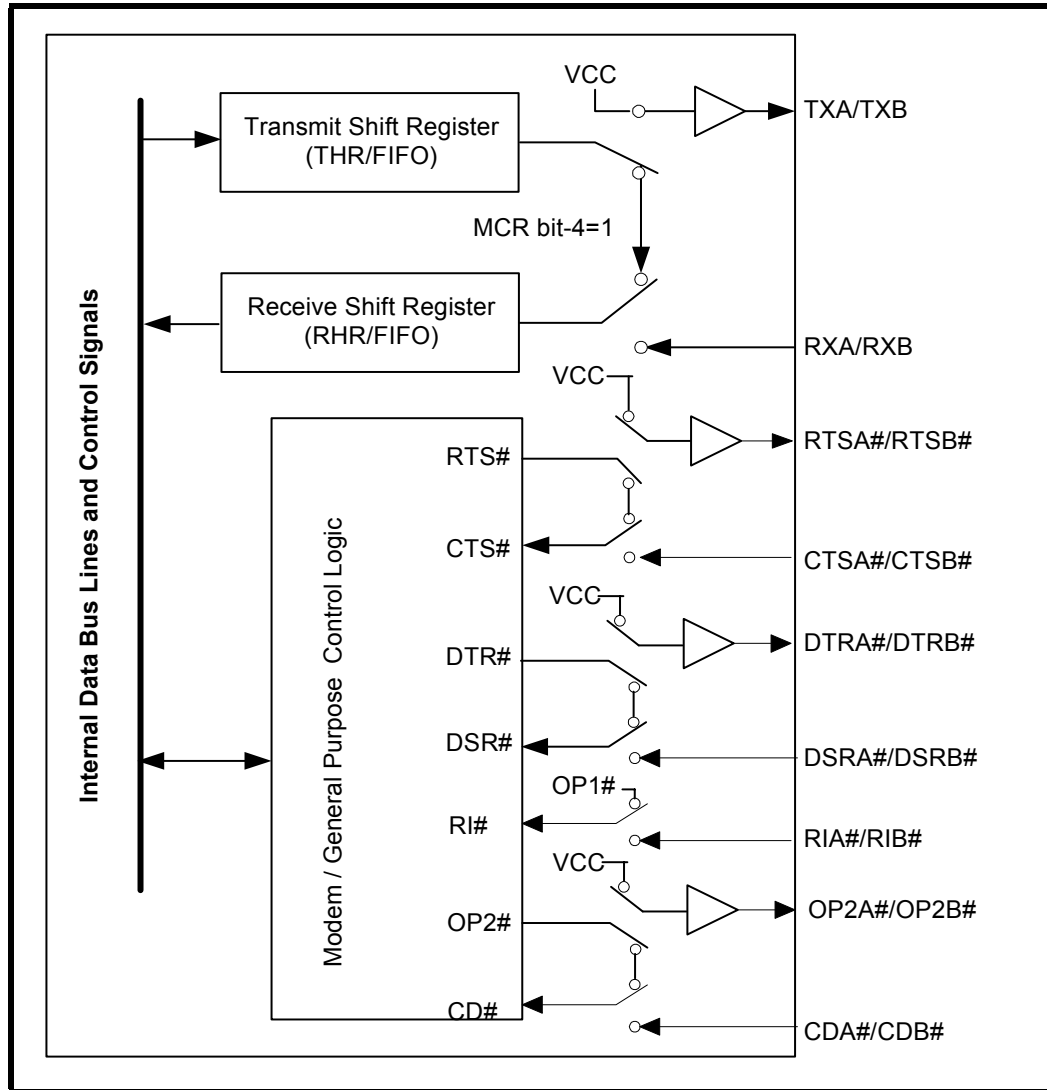 VCC
TXA/TXB
Transmit Shift Register
(THR/FIFO)
MCR bit-4=1
Receive Shift Register
(RHR/FIFO)
RXA/RXB
VCC
RTSA#/RTSB#
RTS#
CTS#
CTSA#/CTSB#
VCC
DTRA#/DTRB#
DTR#
DSR#
DSRA#/DSRB#
OP1#
RI#
RIA#/RIB#
VCC
OP2A#/OP2B#
OP2#
CD#
CDA#/CDB#
Internal Data Bus Lines and Control Signals
Modem / General Purpose Control Logic